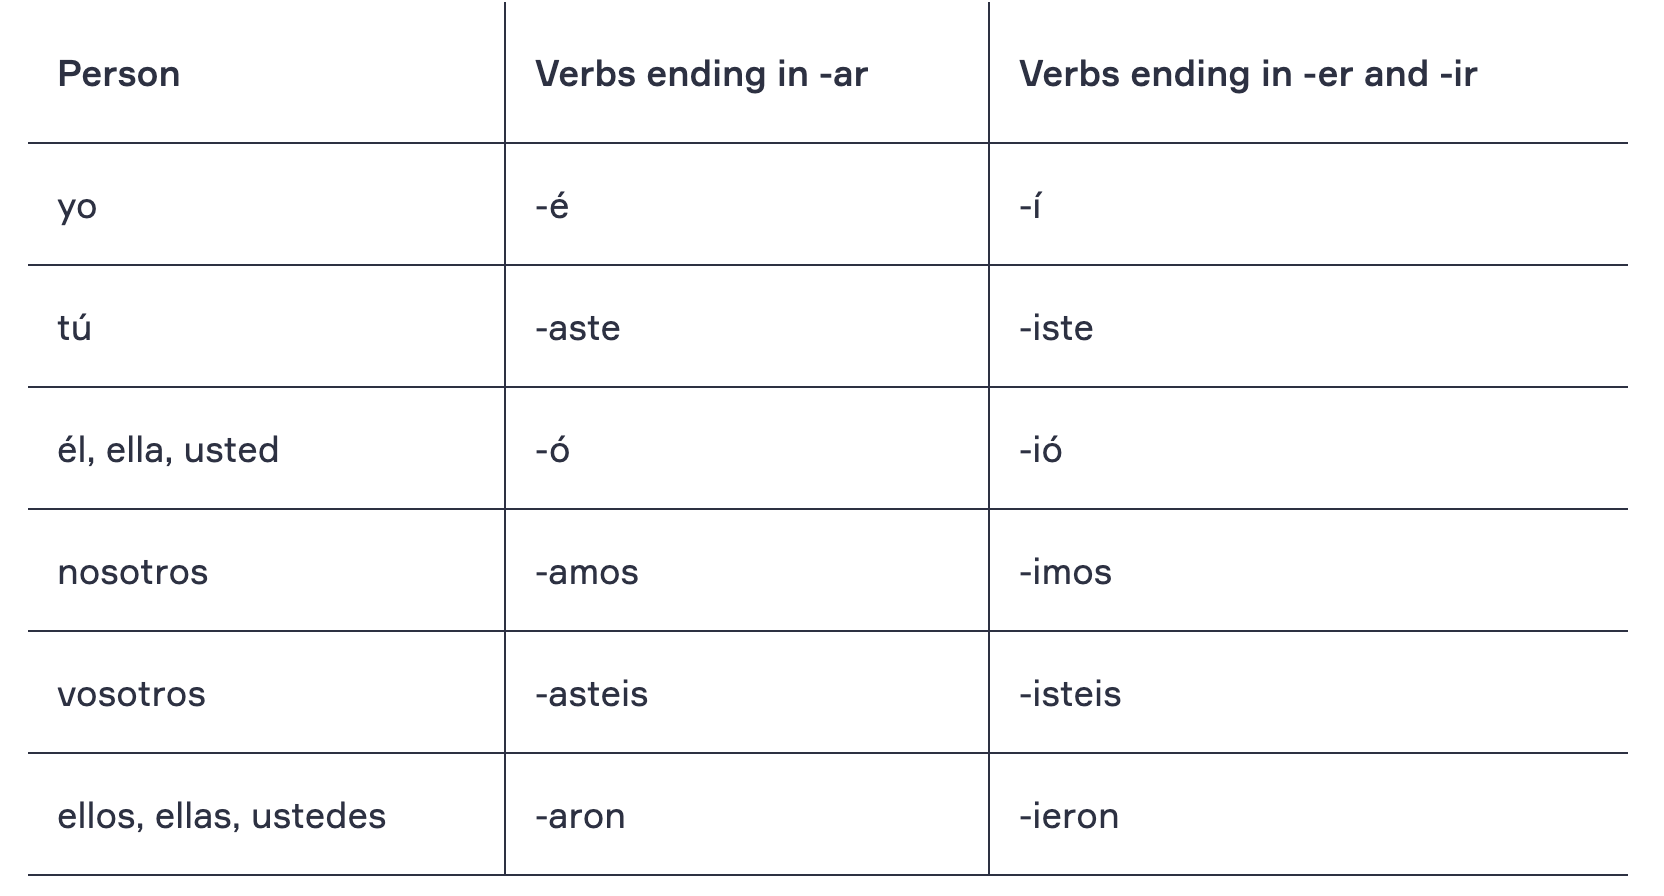 Person Verbs ending in -ar Verbs ending in -er and -ir
yo -é -í
tú -aste -iste
él, ella, usted -ó -ió
nosotros -amos -imos
vosotros -asteis -isteis
ellos, ellas, ustedes -aron -ieron